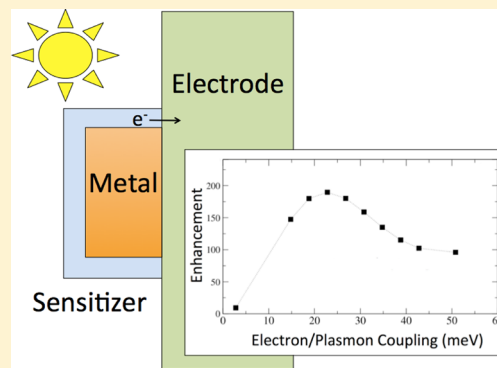 Electrode
e-
Metal
Sensitizer
Enhancement
200
150
100
50
0
0 10 20 30 40 50
Electron/Plasmon Coupling (meV)